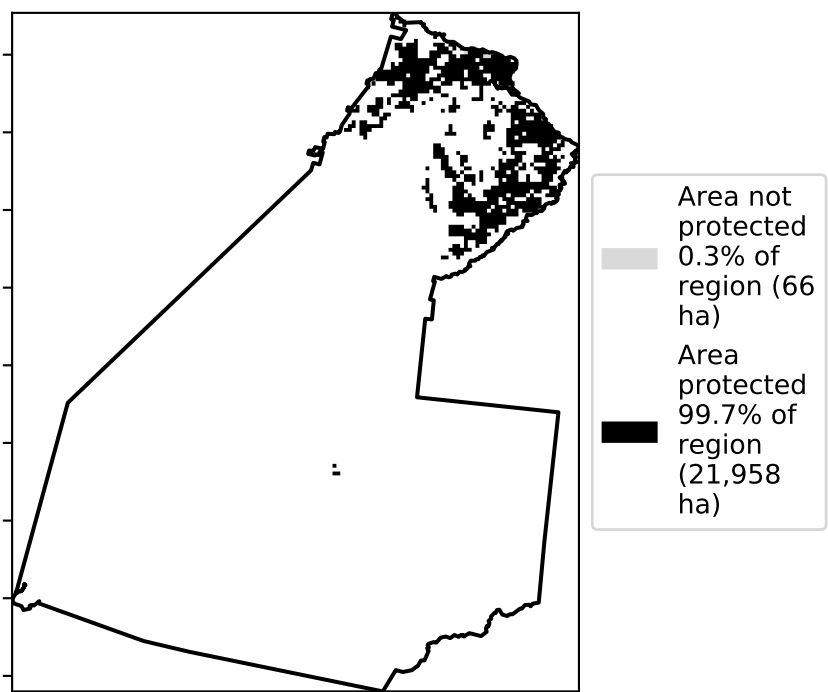 Area not
protected
0.3% of
region (66
ha)
Area
protected
99.7% of
region
(21,958
ha)